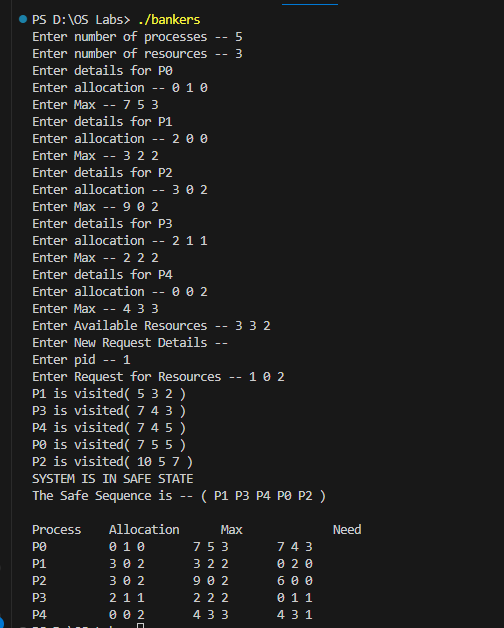 PS D:\OS Labs> ./bankers
Enter number of processes -- 5
Enter number of resources -- 3
Enter details for P0
Enter allocation -- 0 1 0
Enter Max -- 7 5 3
Enter details for P1
Enter allocation -- 2 0 0
Enter Max -- 3 2 2
Enter details for P2
Enter allocation -- 3 0 2
Enter Max -- 9 0 2
Enter details for P3
Enter allocation -- 2 1 1
Enter Max -- 2 2 2
Enter details for P4
Enter allocation -- 0 0 2
Enter Max -- 4 3 3
Enter Available Resources -- 3 3 2
Enter New Request Details --
Enter pid -- 1
Enter Request for Resources -- 1 0 2
P1 is visited( 5 3 2 )
P3 is visited( 7 4 3 )
P4 is visited( 7 4 5 )
P0 is visited( 7 5 5 )
P2 is visited( 10 5 7 )
SYSTEM IS IN SAFE STATE
The Safe Sequence is -- ( P1 P3 P4 P0 P2 )
Process Allocation Max Need
P0 0 1 0 7 5 3 7 4 3
P1 3 0 2 3 2 2 0 2 0
P2 3 0 2 9 0 2 6 0 0
P3 2 1 1 2 2 2 0 1 1
P4 0 0 2 4 3 3 4 3 1